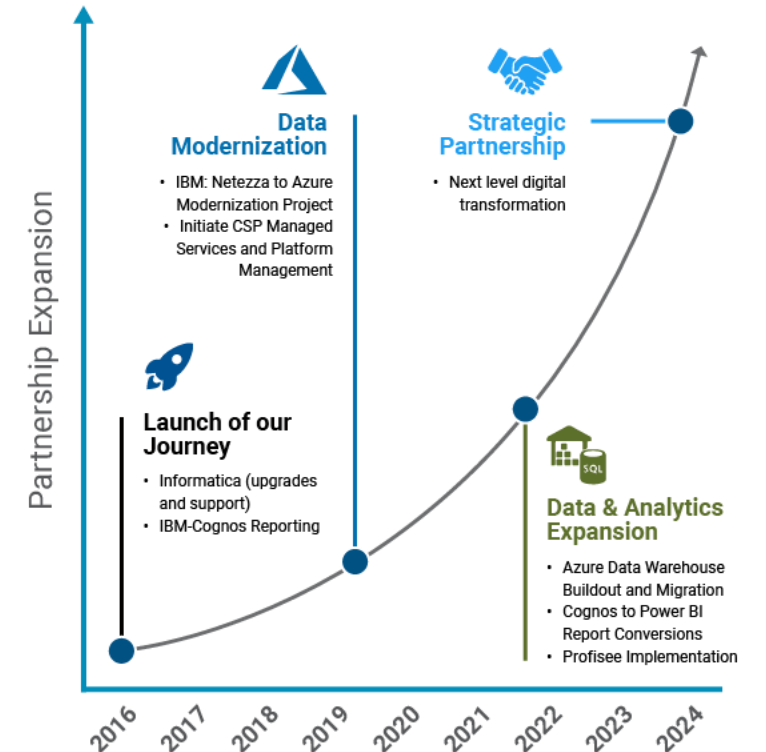 Partnership Expansion
Data
Modernization
• IBM: Netezza to Azure
Modernization Project
• Initiate CSP Managed
Services and Platform
Management
Strategic
Partnership
• Next level digital
transformation
Launch of our
Journey
• Informatica (upgrades
and support)
• IBM-Cognos Reporting
SQL
Data & Analytics
Expansion
• Azure Data Warehouse
Buildout and Migration
• Cognos to Power BI
Report Conversions
• Profisee Implementation
2016
2017
2018
2019
2020
2021
2022
2023
2024